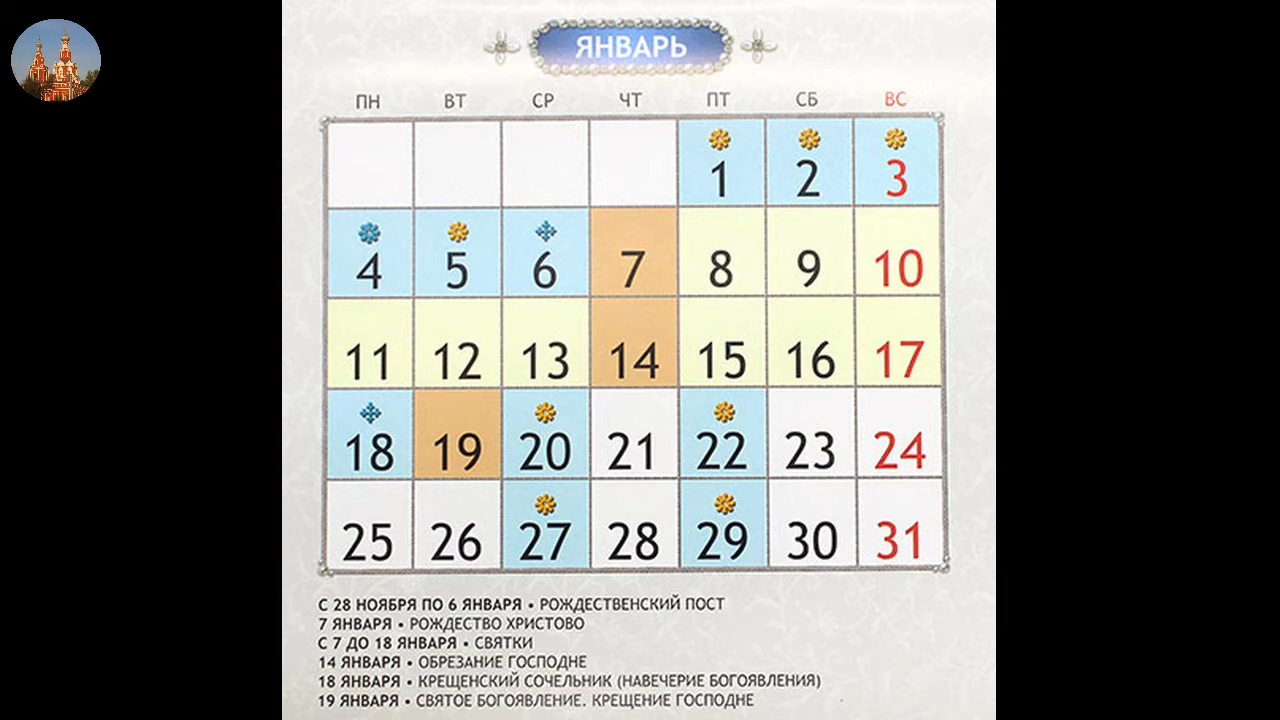 ЯНВАРЬ
ПН ВТ СР ЧТ ПТ СБ ВС
1 2 3
4 5 6 7 8 9 10
11 12 13 14 15 16 17
18 19 20 21 22 23 24
25 26 27 28 29 30 31
С 28 НОЯБРЯ ПО 6 ЯНВАРЯ • РОЖДЕСТВЕНСКИЙ ПОСТ
7 ЯНВАРЯ • РОЖДЕСТВО ХРИСТОВО
С 7 ДО 18 ЯНВАРЯ • СВЯТКИ
14 ЯНВАРЯ • ОБРЕЗАНИЕ ГОСПОДНЕ
18 ЯНВАРЯ • КРЕЩЕНСКИЙ СОЧЕЛЬНИК (НАВЕЧЕРИЕ БОГОЯВЛЕНИЯ)
19 ЯНВАРЯ • СВЯТОЕ БОГОЯВЛЕНИЕ. КРЕЩЕНИЕ ГОСПОДНЕ